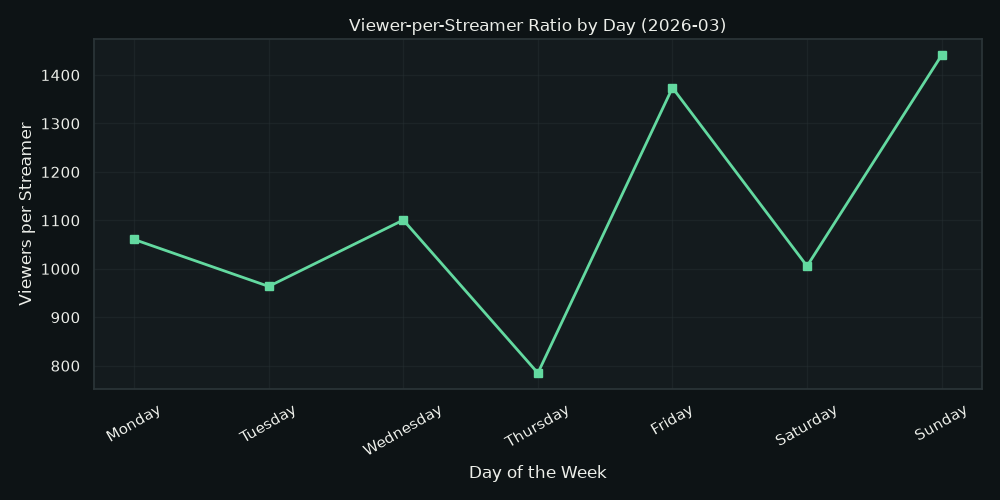 Viewer-per-Streamer Ratio by Day (2026-03)
Viewers per Streamer
1400
1300
1200
1100
1000
900
800
Monday
Tuesday
Wednesday
Thursday
Friday
Saturday
Sunday
Day of the Week